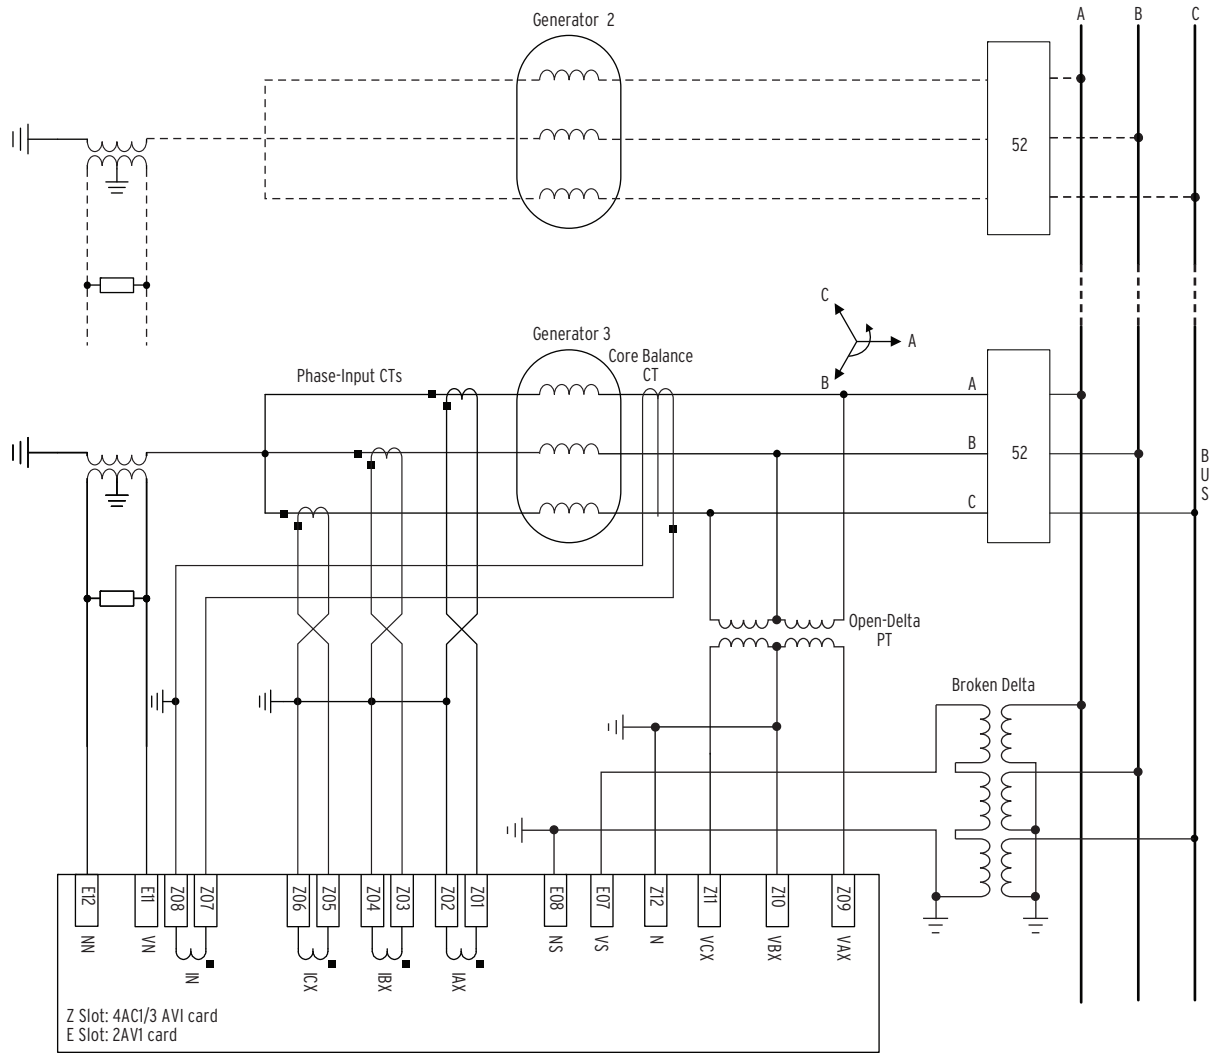 Generator 2
A B C
52
Generator 3
Core Balance
CT
Phase-Input CTs
C
A
B
A
B
C
52
B
U
S
Open-Delta
PT
Broken Delta
E12 E11 Z08 Z07 Z06 Z05 Z04 Z03 Z02 Z01 E08 E07 Z12 Z11 Z10 Z09
NN VN IN ICX IBX IAX NS VS N VCX VBX VAX
Z Slot: 4AC1/3 AVI card
E Slot: 2AV1 card